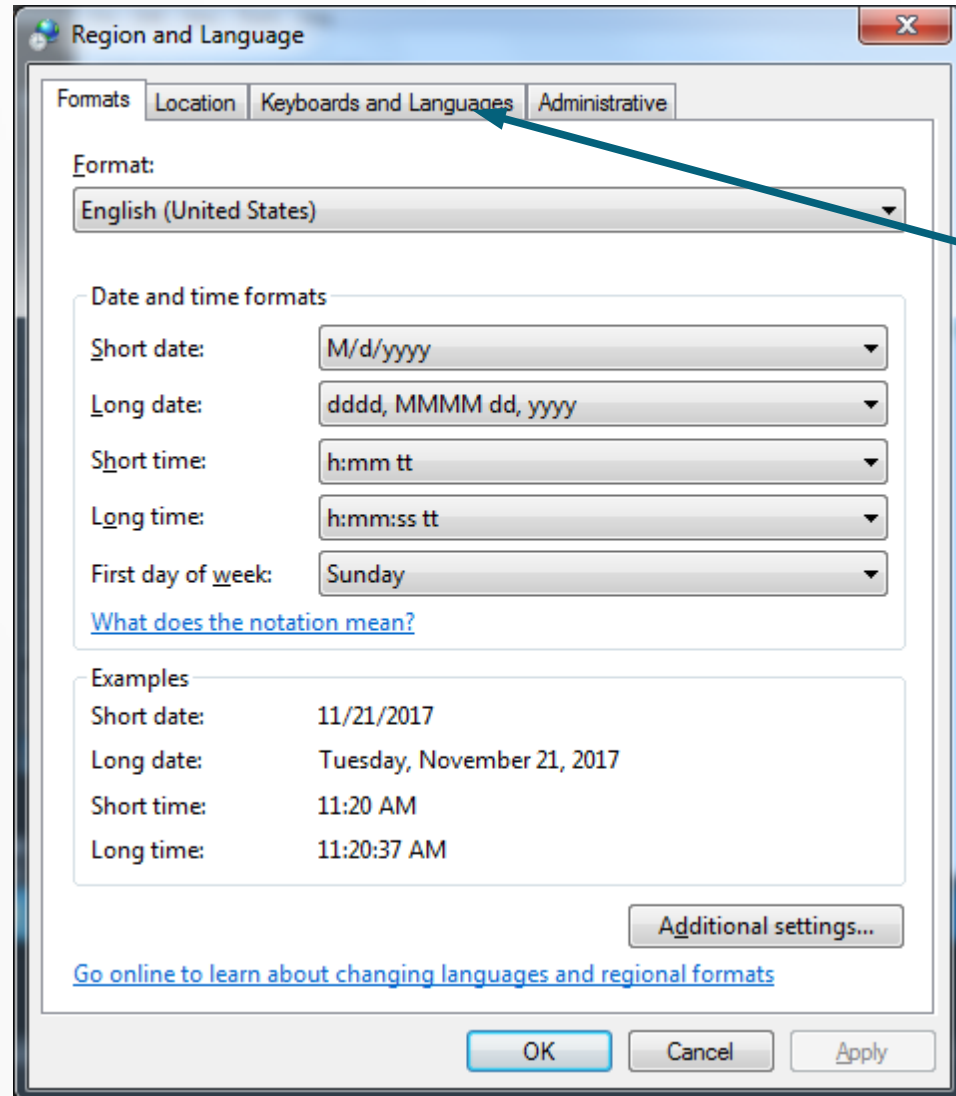 Region and Language
Formats Location Keyboards and Languages Administrative
Format:
English (United States)
Date and time formats
Short date: M/d/yyyy
Long date: dddd, MMMM dd, yyyy
Short time: h:mm tt
Long time: h:mm:ss tt
First day of week: Sunday
What does the notation mean?
Examples
Short date: 11/21/2017
Long date: Tuesday, November 21, 2017
Short time: 11:20 AM
Long time: 11:20:37 AM
Additional settings...
Go online to learn about changing languages and regional formats
OK Cancel Apply